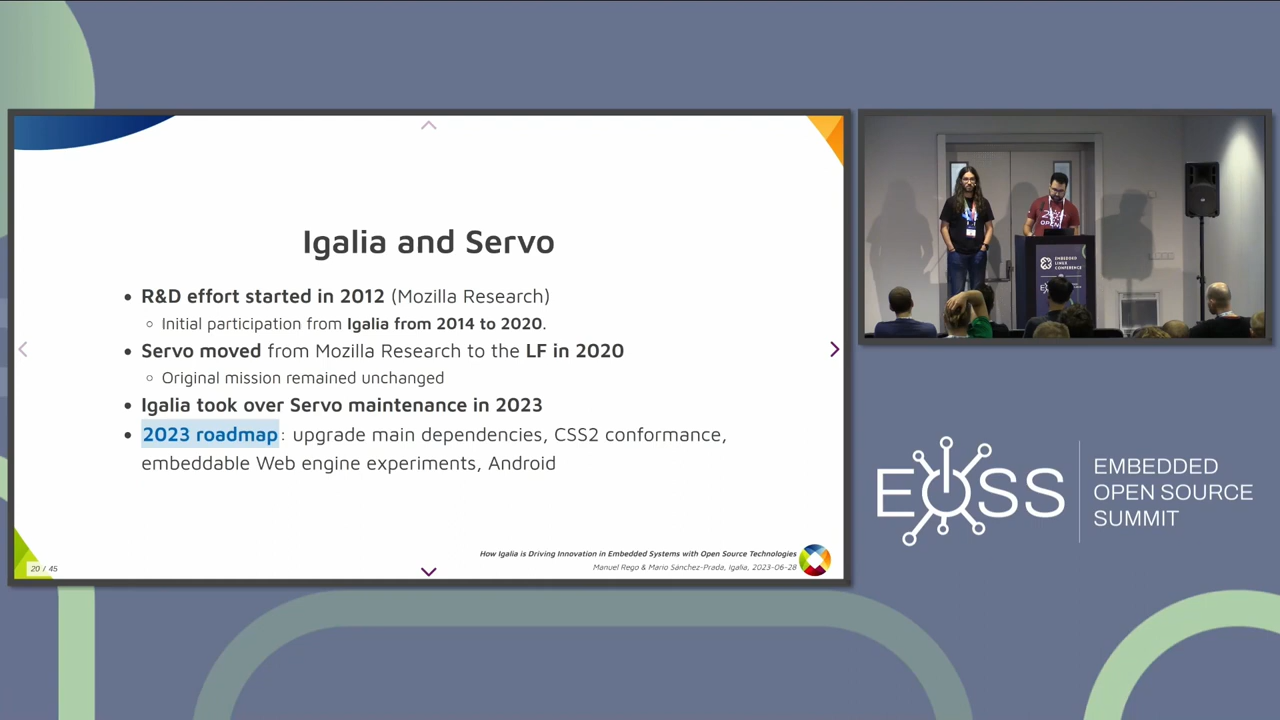 Igalia and Servo
• R&D effort started in 2012 (Mozilla Research)
◦ Initial participation from Igalia from 2014 to 2020.
• Servo moved from Mozilla Research to the LF in 2020
◦ Original mission remained unchanged
• Igalia took over Servo maintenance in 2023
• 2023 roadmap: upgrade main dependencies, CSS2 conformance,
embeddable Web engine experiments, Android
How Igalia is Driving Innovation in Embedded Systems with Open Source Technologies
Manuel Rego & Mario Sánchez-Prada, Igalia, 2023-06-28
20 / 45
EMBEDDED
LINUX
CONFERENCE
EOSS
EMBEDDED
OPEN SOURCE
SUMMIT